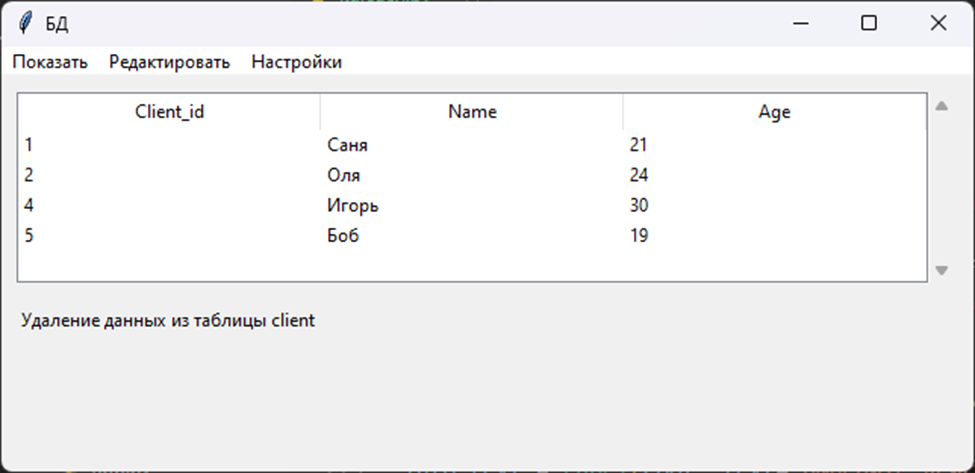 БД
Показать Редактировать Настройки
Client_id Name Age
1 Саня 21
2 Оля 24
4 Игорь 30
5 Боб 19
Удаление данных из таблицы client